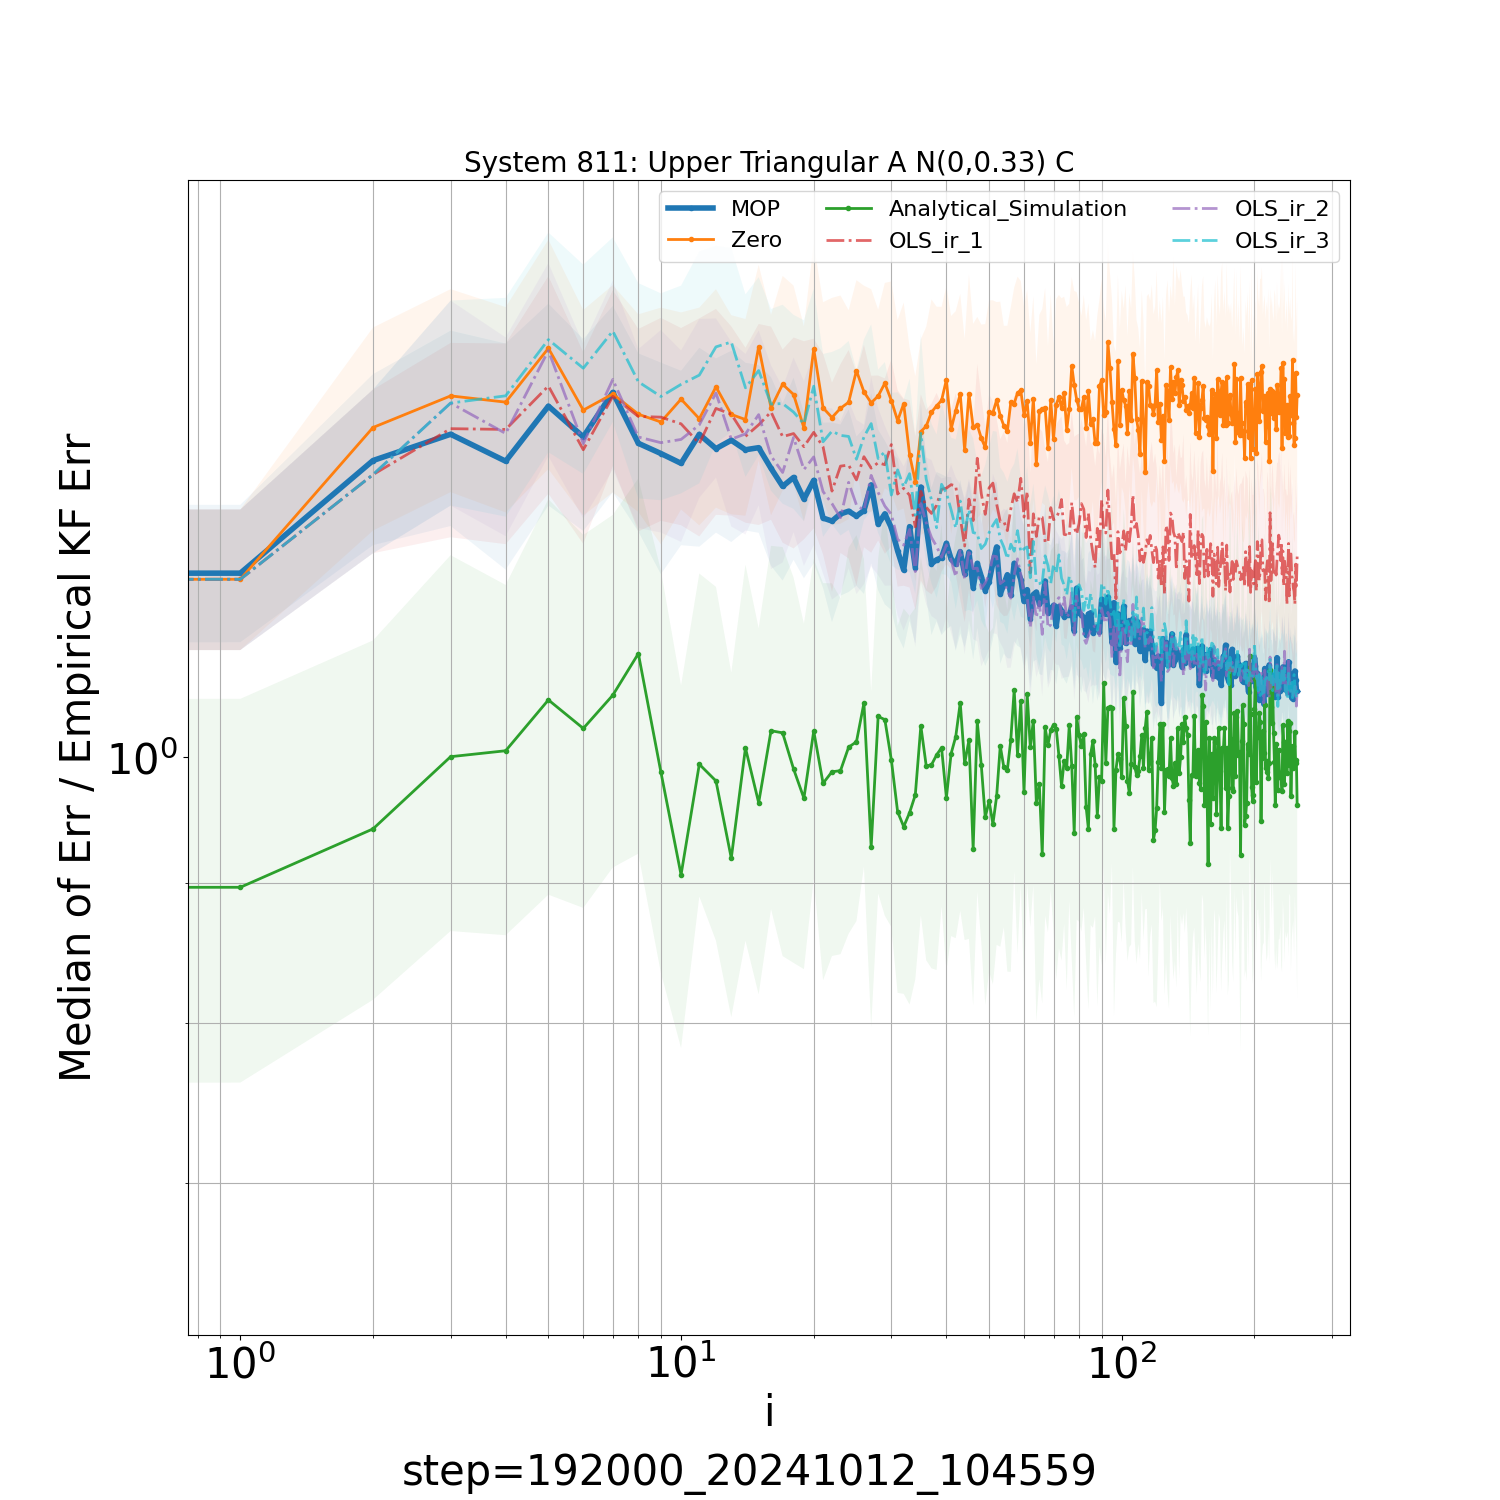 System 811: Upper Triangular A N(0,0.33) C
MOP
Zero
Analytical_Simulation
OLS_ir_1
OLS_ir_2
OLS_ir_3
Median of Err / Empirical KF Err
10⁰
10⁰
10¹
10²
i
step=192000_20241012_104559